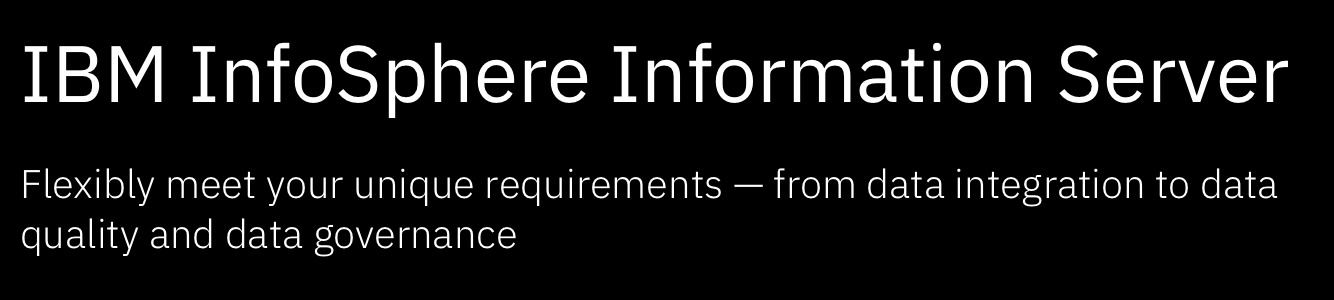 IBM InfoSphere Information Server
Flexibly meet your unique requirements — from data integration to data
quality and data governance